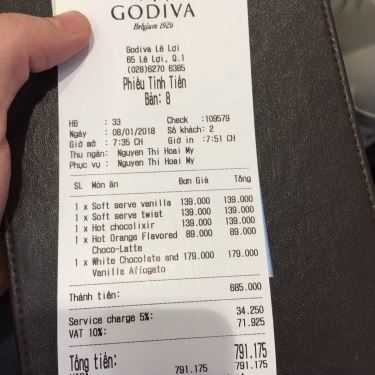 GODIVA
Belgium 1926
Godiva Lê Lợi
65 Lê Lợi, Q.1
(028)6270 6385
Phiếu Tính Tiền
Bàn: 8
HĐ : 33 Check :109579
Ngày : 08/01/2018 Số khách: 2
Giờ mở : 7:35 CH Giờ in :7:51 CH
Thu ngân: Nguyen Thi Hoai My
Phục vụ : Nguyen Thi Hoai My
SL Món ăn Đơn Giá Tổng
1 x Soft serve vanilla 139.000 139.000
1 x Soft serve twist 139.000 139.000
1 x Hot chocolixir 139.000 139.000
1 x Hot Orange Flavored 89.000 89.000
Choco-Latte
1 x White Chocolate and 179.000 179.000
Vanilla Affogato
Thành tiền: 685.000
Service charge 5%: 34.250
VAT 10%: 71.925
Tổng tiền: 791.175
791.175 791.175